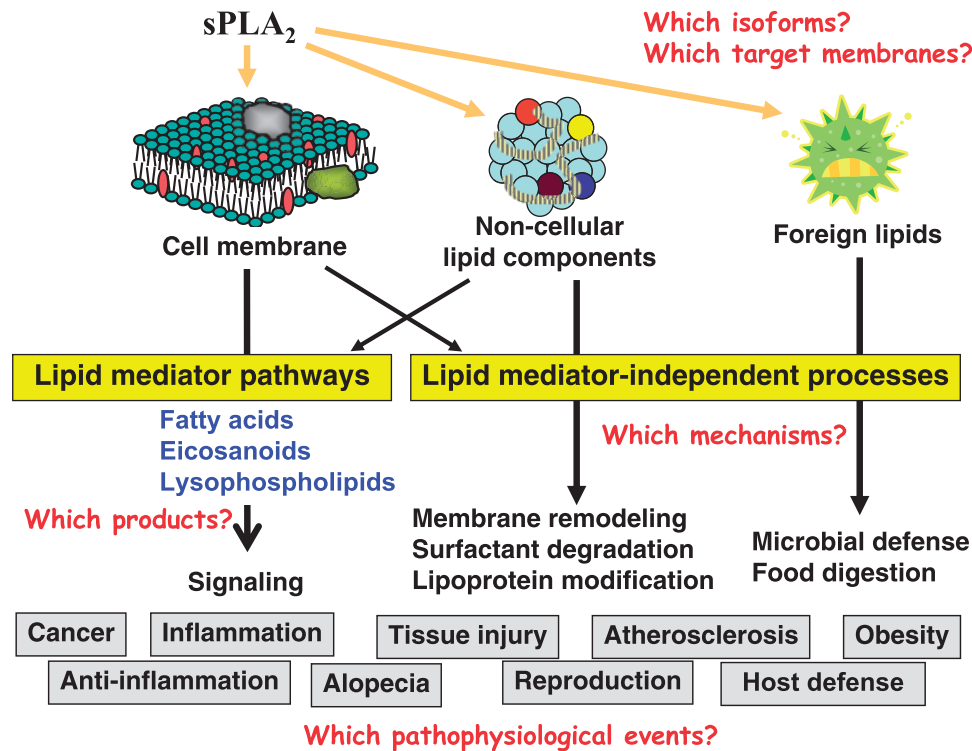 sPLA2
Which isoforms?
Which target membranes?
Cell membrane
Non-cellular
lipid components
Foreign lipids
Lipid mediator pathways
Lipid mediator-independent processes
Fatty acids
Eicosanoids
Lysophospholipids
Which mechanisms?
Which products?
Signaling
Membrane remodeling
Surfactant degradation
Lipoprotein modification
Microbial defense
Food digestion
Cancer
Inflammation
Tissue injury
Atherosclerosis
Obesity
Anti-inflammation
Alopecia
Reproduction
Host defense
Which pathophysiological events?